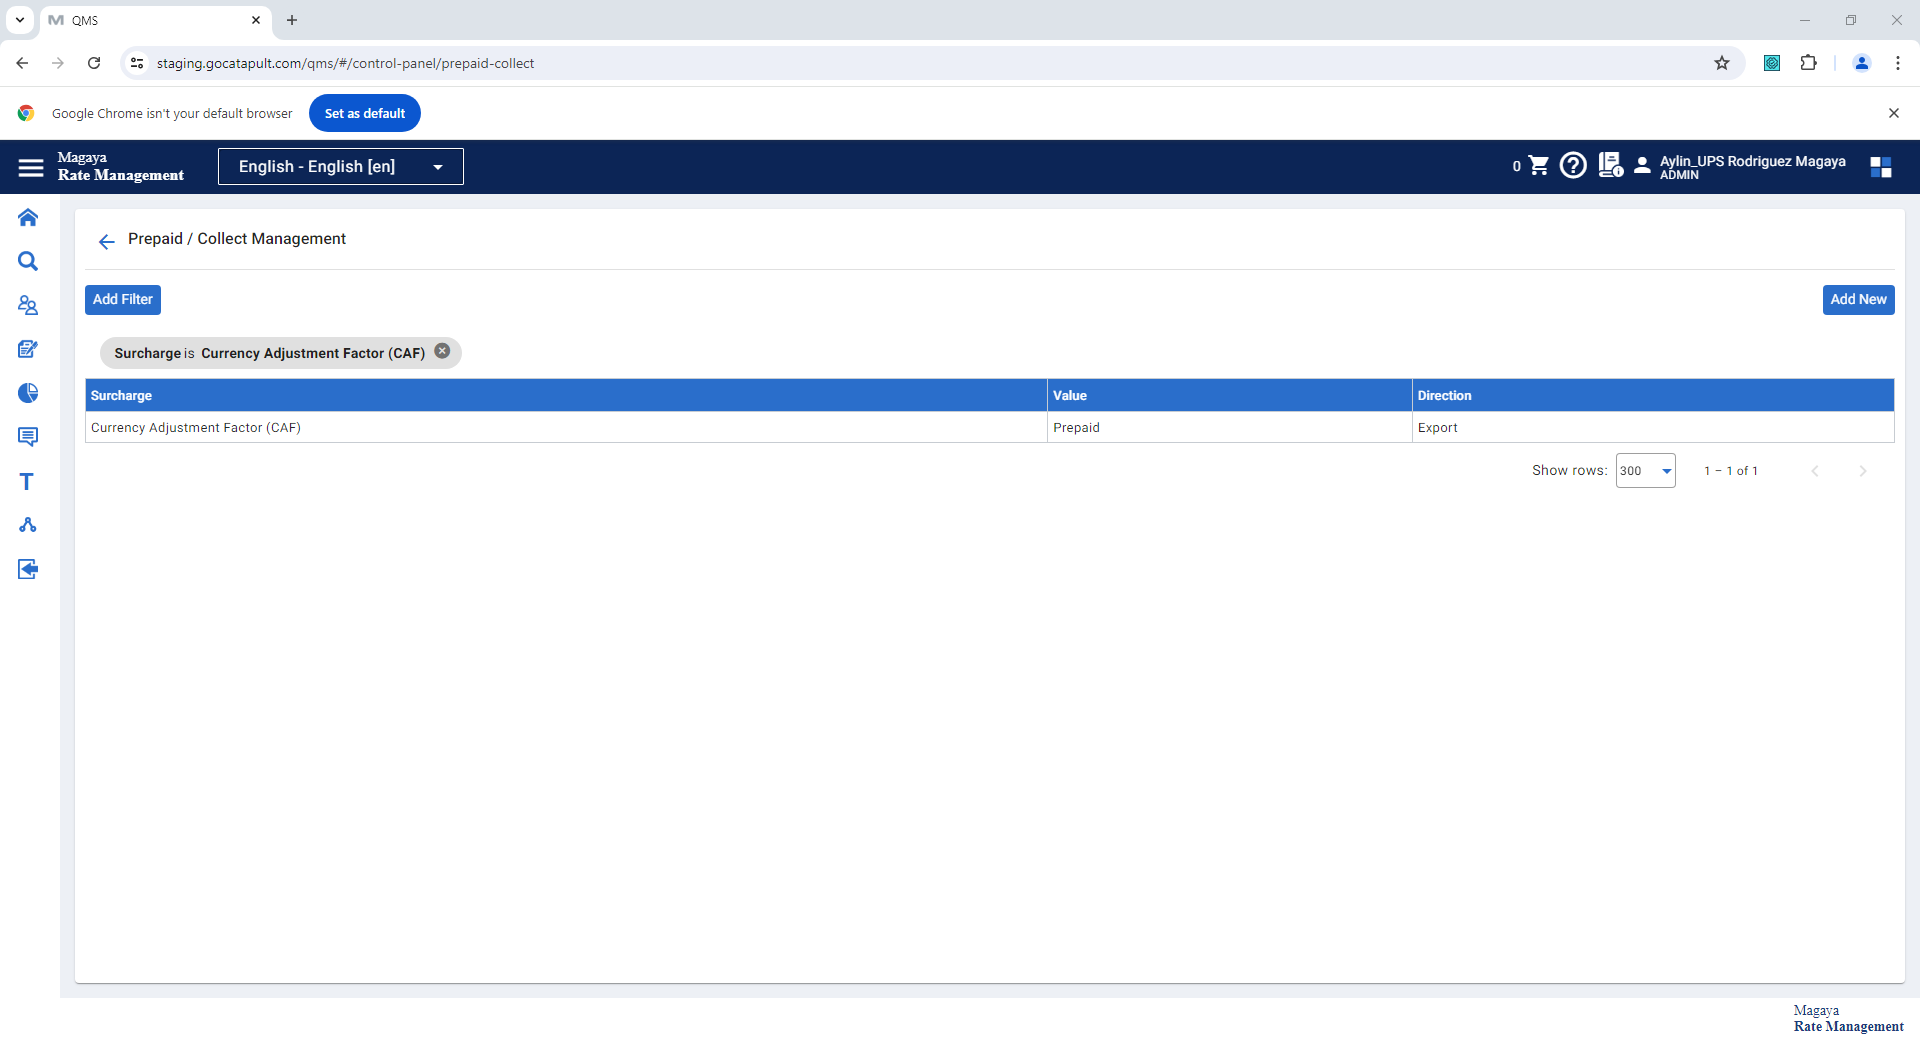 QMS
staging.gocatapult.com/qms/#/control-panel/prepaid-collect
Google Chrome isn't your default browser
Set as default
Magaya
Rate Management
English - English [en]
0
Aylin_UPS Rodriguez Magaya
ADMIN
Prepaid / Collect Management
Add Filter
Add New
Surcharge is Currency Adjustment Factor (CAF)
Surcharge Value Direction
Currency Adjustment Factor (CAF) Prepaid Export
Show rows: 300 1 – 1 of 1
Magaya
Rate Management